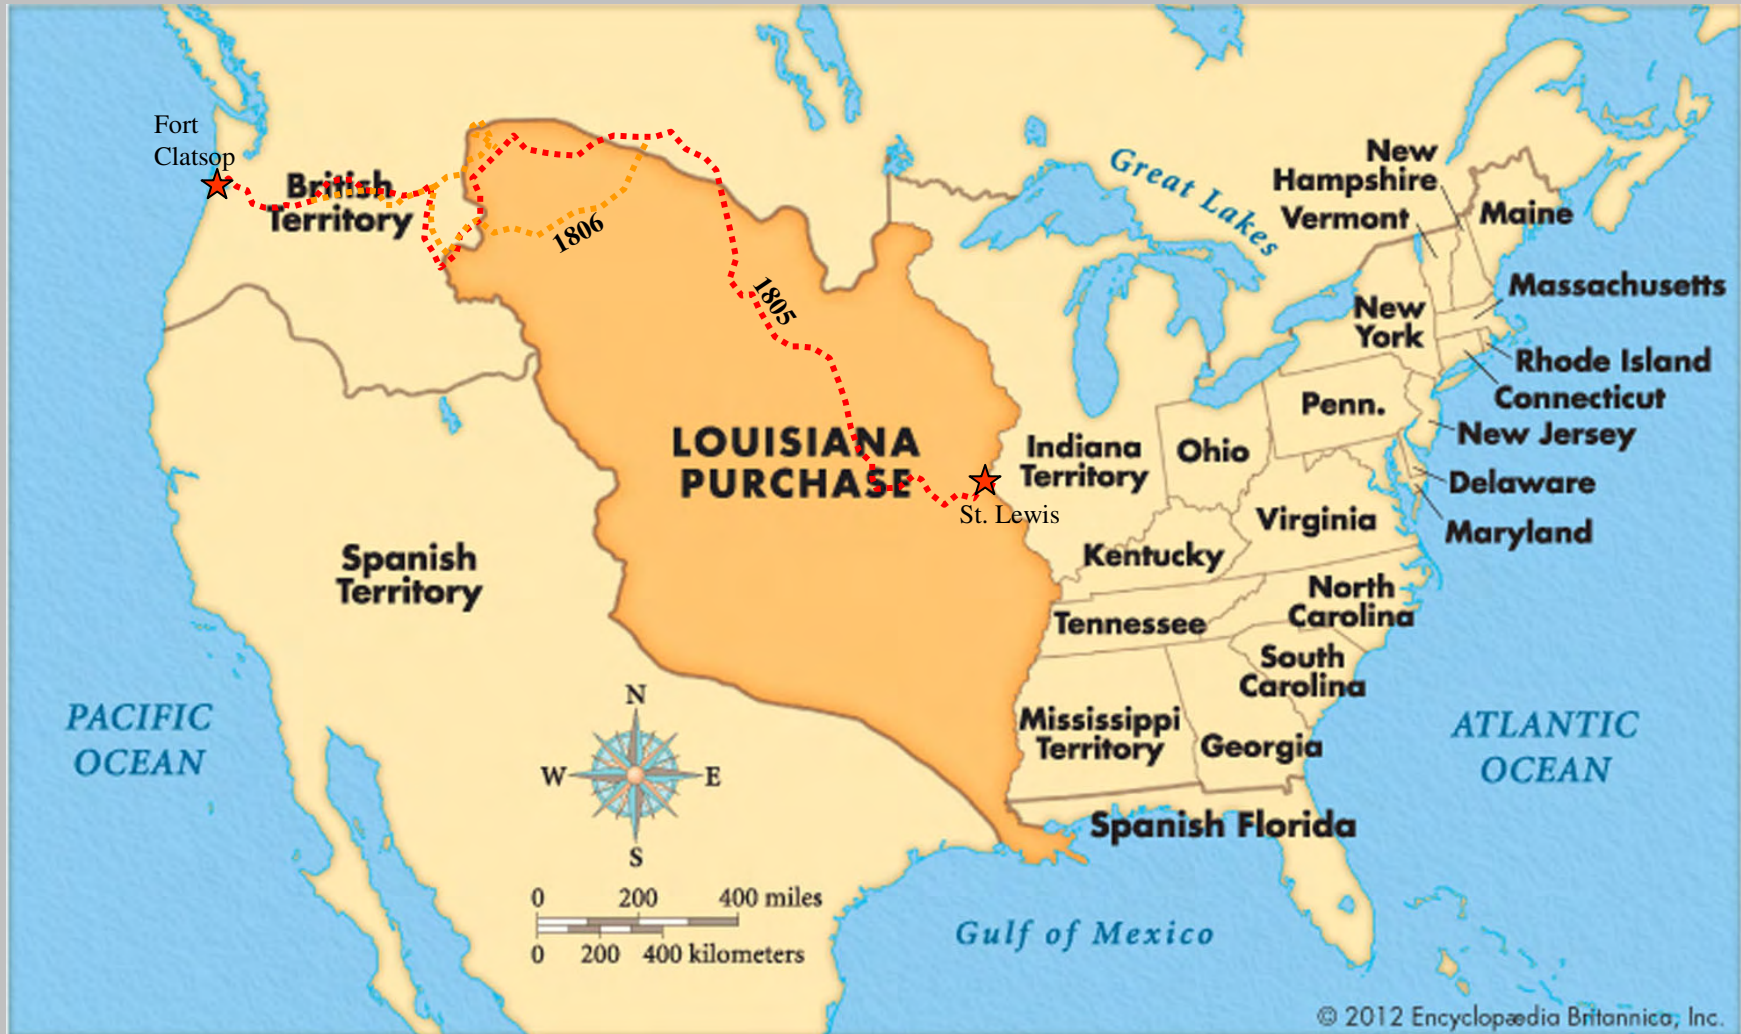 Fort
Clatsop
British
Territory
1806
1805
LOUISIANA
PURCHASE
St. Lewis
Spanish
Territory
PACIFIC
OCEAN
Great Lakes
New
Hampshire
Vermont
Maine
Massachusetts
New
York
Rhode Island
Connecticut
Penn.
New Jersey
Indiana
Territory
Ohio
Delaware
Maryland
Virginia
Kentucky
North
Carolina
Tennessee
South
Carolina
Mississippi
Territory
Georgia
ATLANTIC
OCEAN
Spanish Florida
Gulf of Mexico
N
W
E
S
0 200 400 miles
0 200 400 kilometers
© 2012 Encyclopædia Britannica, Inc.